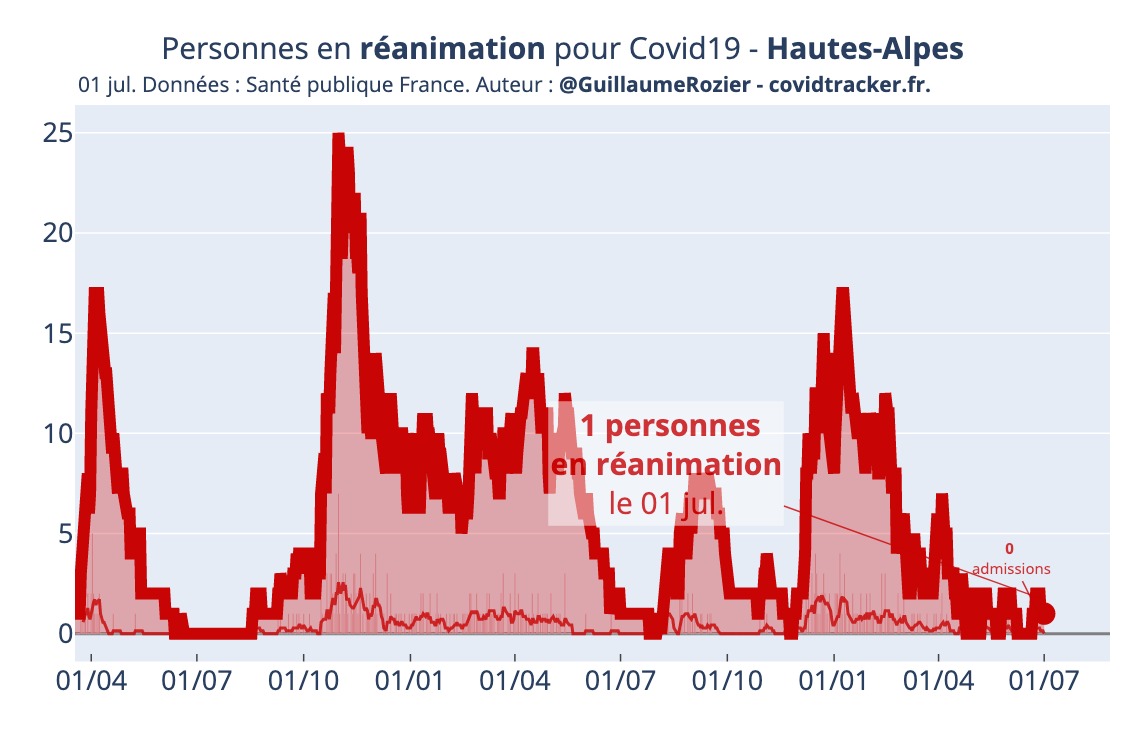 Personnes en réanimation pour Covid19 - Hautes-Alpes
01 jul. Données : Santé publique France. Auteur : @GuillaumeRozier - covidtracker.fr.
25
20
15
10
5
0
1 personnes
en réanimation
le 01 jul.
0
admissions
01/04 01/07 01/10 01/01 01/04 01/07 01/10 01/01 01/04 01/07